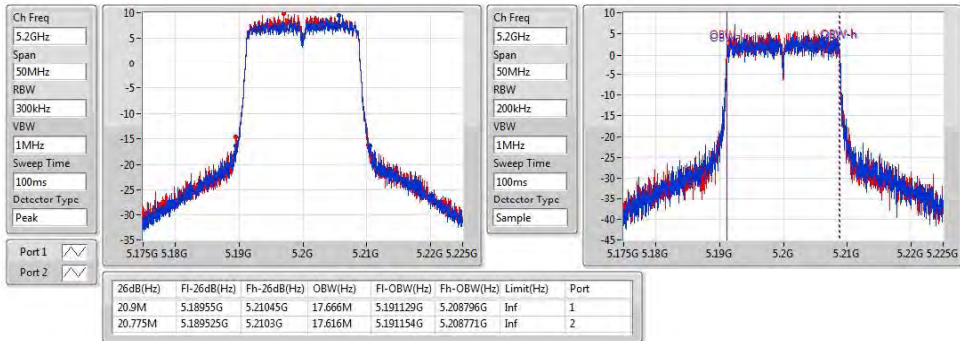 Ch Freq
5.2GHz
Span
50MHz
RBW
300kHz
VBW
1MHz
Sweep Time
100ms
Detector Type
Peak
Port 1
Port 2
10
5
0
-5
-10
-15
-20
-25
-30
-35
5.175G 5.18G 5.19G 5.2G 5.21G 5.22G 5.225G
Ch Freq
5.2GHz
Span
50MHz
RBW
200kHz
VBW
1MHz
Sweep Time
100ms
Detector Type
Sample
10
5
0
-5
-10
-15
-20
-25
-30
-35
-40
-45
OBW-h
5.175G 5.18G 5.19G 5.2G 5.21G 5.22G 5.225G
26dB(Hz) Fl-26dB(Hz) Fh-26dB(Hz) OBW(Hz) Fl-OBW(Hz) Fh-OBW(Hz) Limit(Hz) Port
20.9M 5.18955G 5.21045G 17.666M 5.191129G 5.208796G Inf 1
20.775M 5.189525G 5.2103G 17.616M 5.191154G 5.208771G Inf 2